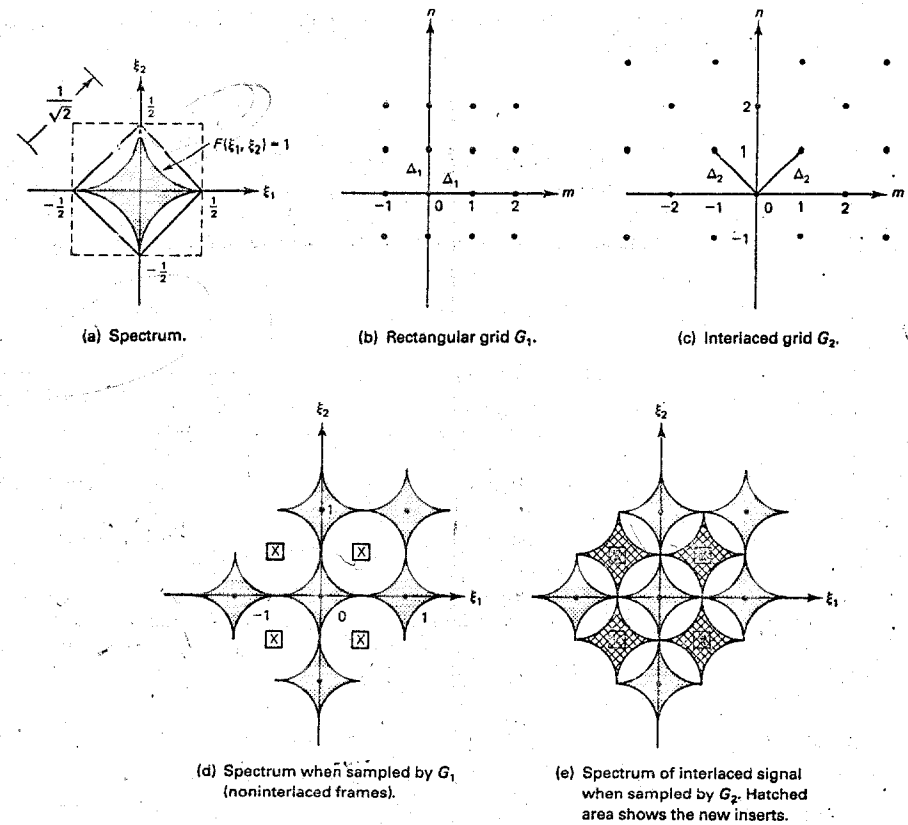 ξ₂
1/√2
1/2
F(ξ₁, ξ₂) = 1
ξ₁
-1/2
1/2
-1/2
(a) Spectrum.
n
Δ₁
Δ₁
m
-1 0 1 2
(b) Rectangular grid G₁.
n
2
1
Δ₂ Δ₂
m
-2 -1 0 1 2
-1
(c) Interlaced grid G₂.
ξ₂
1
X X
ξ₁
-1 0 1
X X
(d) Spectrum when sampled by G₁
(noninterlaced frames).
ξ₂
ξ₁
(e) Spectrum of interlaced signal
when sampled by G₂. Hatched
area shows the new inserts.